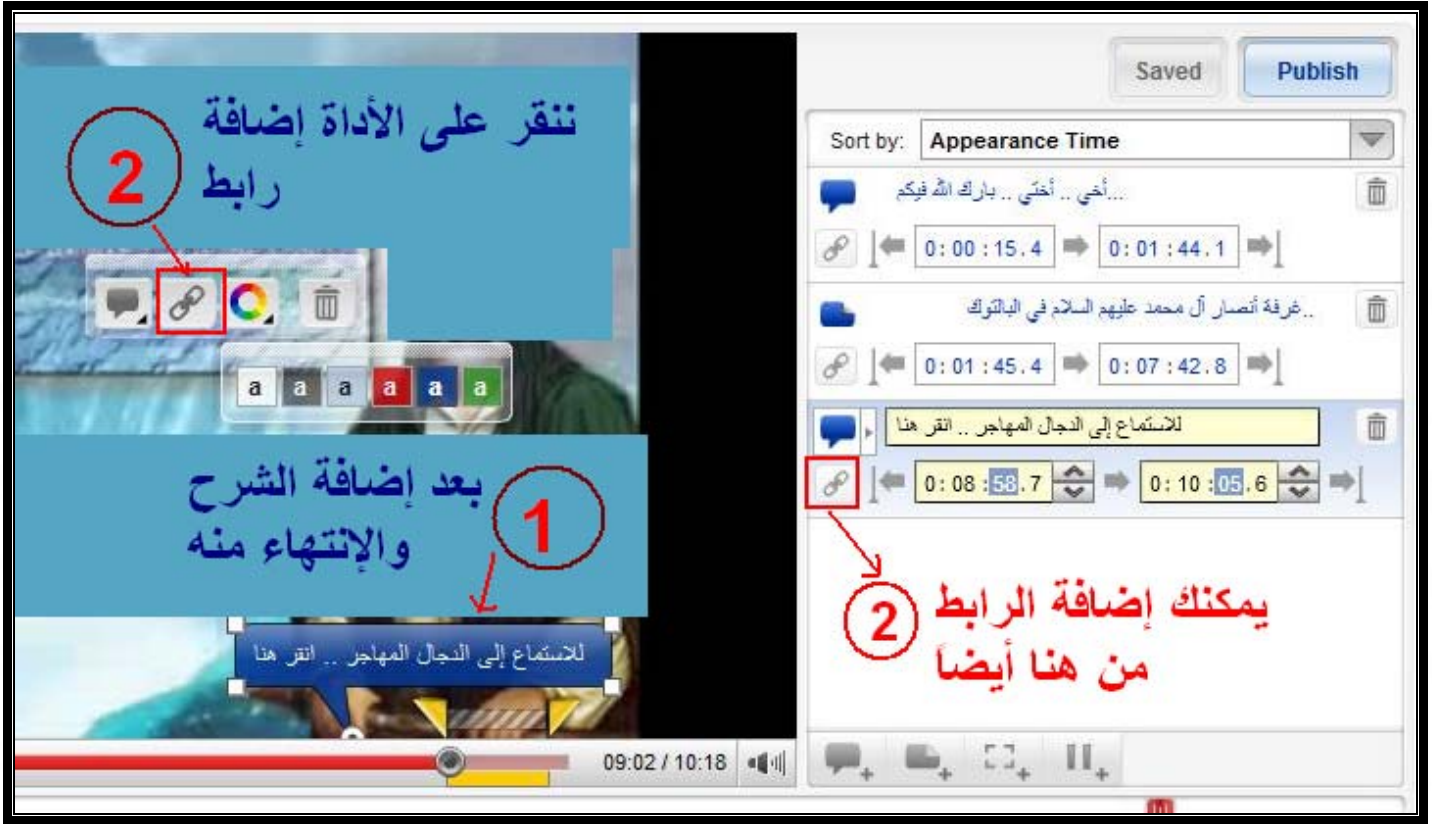 Saved
Publish
ننقر على الأداة إضافة
رابط
2
Sort by: Appearance Time
أخي .. أختي .. بارك الله فيكم...
0:00:15.4
0:01:44.1
غرفة أنصار آل محمد عليهم السلام في البالتوك..
0:01:45.4
0:07:42.8
a a a a a a
للاستماع إلى الدجال المهاجر .. انقر هنا
0:08:58.7
0:10:05.6
بعد إضافة الشرح
والإنتهاء منه
1
يمكنك إضافة الرابط
من هنا أيضاً
2
للاستماع إلى الدجال المهاجر .. انقر هنا
09:02 / 10:18